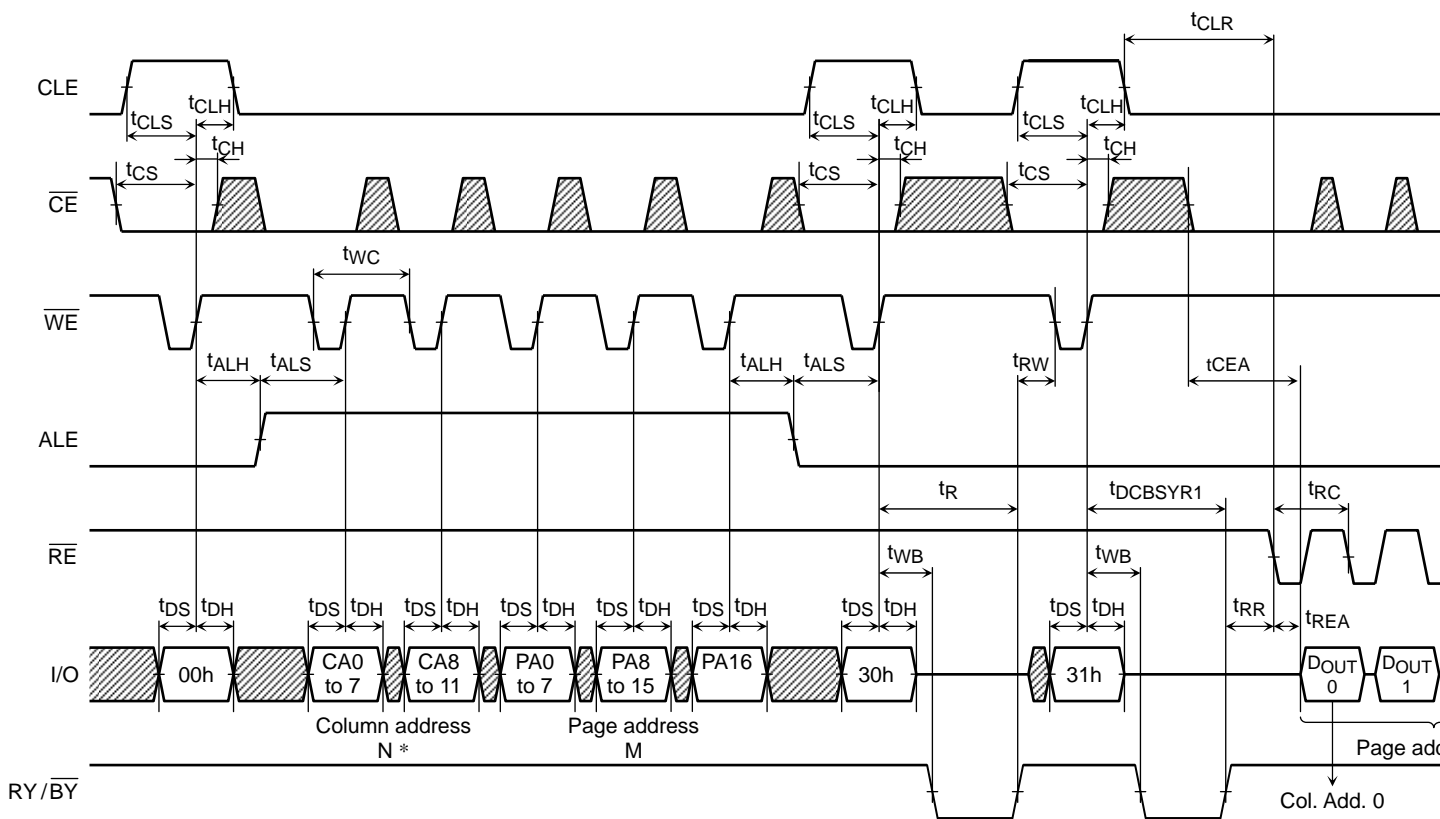 tCLR
CLE
tCLS tCLH tCLS tCLH tCLS tCLH
tCS tCH tCS tCH tCS tCH
CE
tWC
WE
tALH tALS tALH tALS tRW tCEA
ALE
tR tDCBSYR1 tRC
RE
tWB tWB
tDS tDH tDS tDH tDS tDH tDS tDH tDS tDH tDS tDH tDS tDH tDS tDH tRR tREA
I/O 00h CA0 to 7 CA8 to 11 PA0 to 7 PA8 to 15 PA16 30h 31h DOUT 0 DOUT 1
Column address N * Page address M
Page add
RY/BY
Col. Add. 0